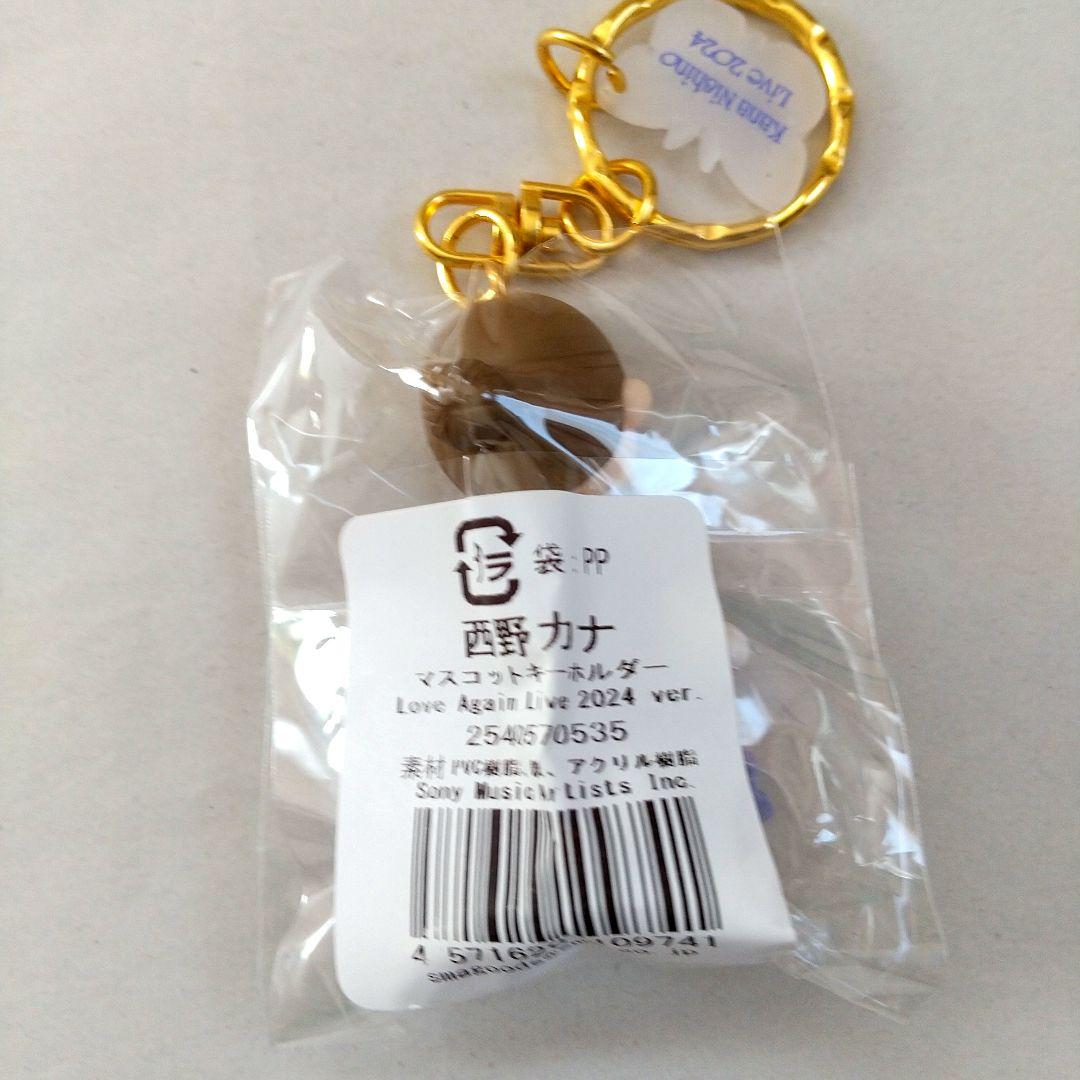 Kana Nishino
Live 2024
プラ 袋:PP
西野カナ
マスコットキーホルダー
Love Again Live 2024 ver.
素材 PVC樹脂、アクリル樹脂
Sony Music Artists Inc.